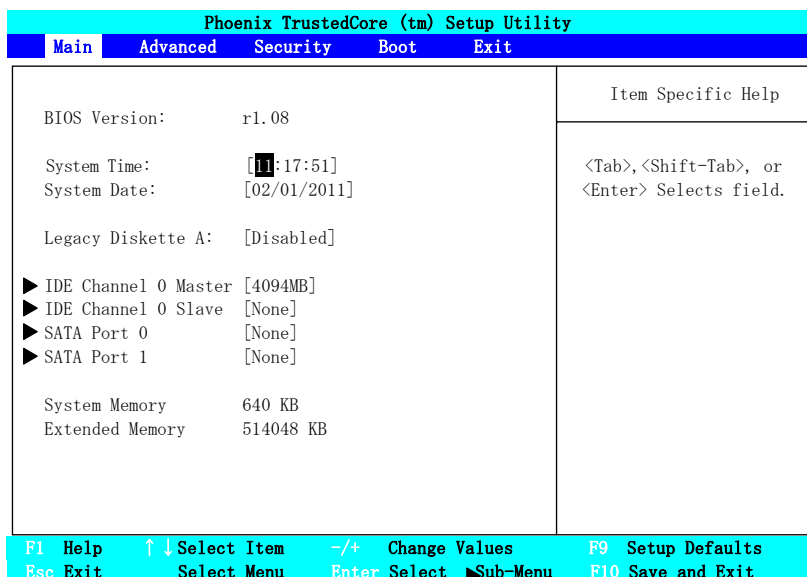 Phoenix TrustedCore (tm) Setup Utility
Main Advanced Security Boot Exit
Item Specific Help
BIOS Version: r1.08
System Time: [11:17:51]
<Tab>,<Shift-Tab>, or
System Date: [02/01/2011]
<Enter> Selects field.
Legacy Diskette A: [Disabled]
▶ IDE Channel 0 Master [4094MB]
▶ IDE Channel 0 Slave [None]
▶ SATA Port 0 [None]
▶ SATA Port 1 [None]
System Memory 640 KB
Extended Memory 514048 KB
F1 Help ↑↓Select Item -/+ Change Values F9 Setup Defaults
Esc Exit Select Menu Enter Select ▶Sub-Menu F10 Save and Exit